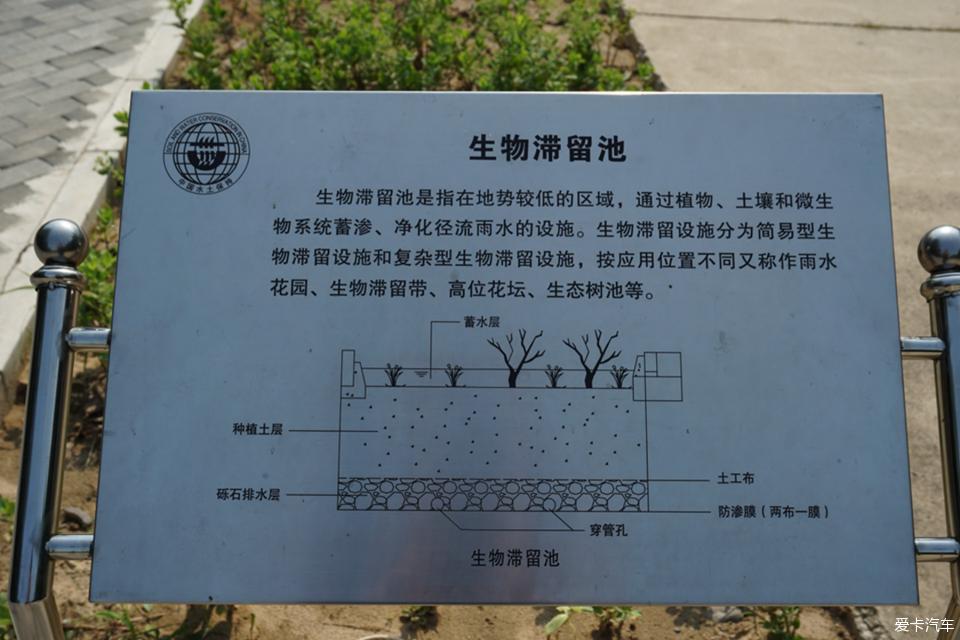 SOIL AND WATER CONSERVATION IN CHINA
中国水土保持
生物滞留池
生物滞留池是指在地势较低的区域，通过植物、土壤和微生
物系统蓄渗、净化径流雨水的设施。生物滞留设施分为简易型生
物滞留设施和复杂型生物滞留设施，按应用位置不同又称作雨水
花园、生物滞留带、高位花坛、生态树池等。
蓄水层
种植土层
砾石排水层
土工布
防渗膜（两布一膜）
穿管孔
生物滞留池
爱卡汽车